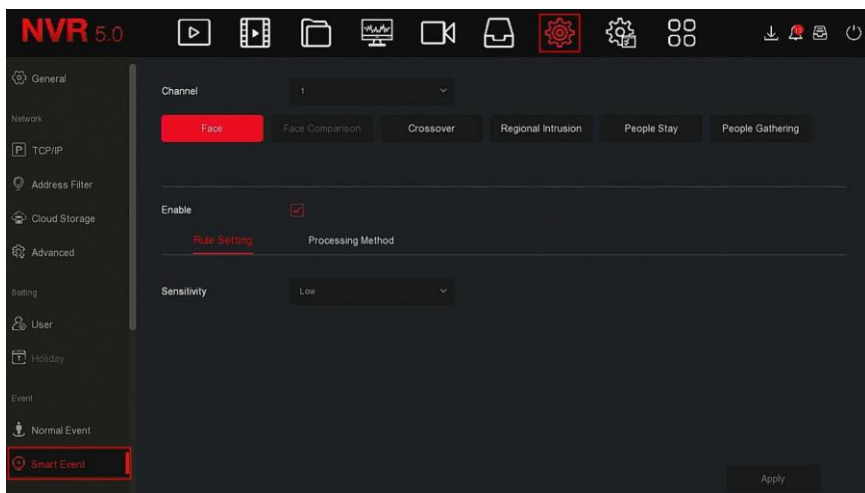 NVR 5.0
General
Network
TCP/IP
Address Filter
Cloud Storage
Advanced
Setting
User
Holiday
Event
Normal Event
Smart Event
Channel 1
Face Face Comparison Crossover Regional Intrusion People Stay People Gathering
Enable
Rule Setting Processing Method
Sensitivity Low
Apply